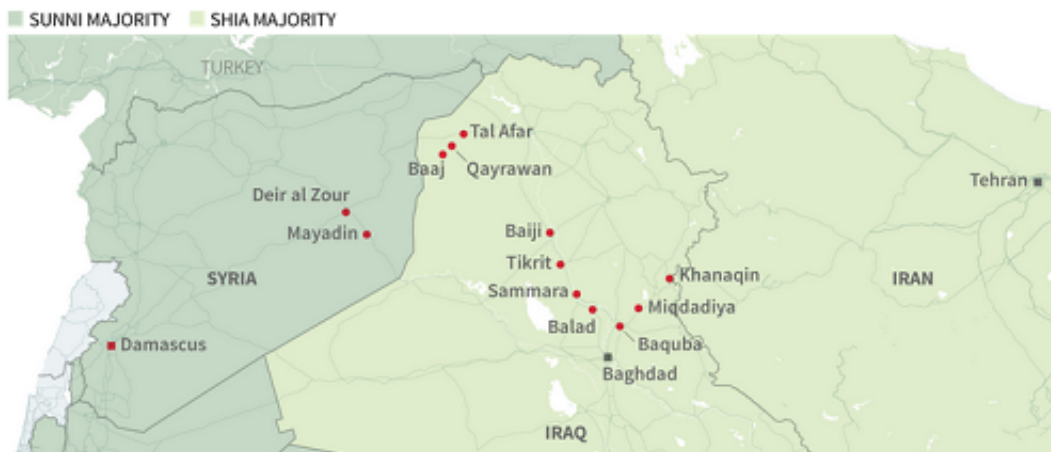 SUNNI MAJORITY SHIA MAJORITY
TURKEY
Tal Afar
Baaj
Qayrawan
Tehran
Deir al Zour
Mayadin
Baiji
Tikrit
Khanaqin
SYRIA
IRAN
Sammara
Miqdadiya
Balad
Damascus
Baquba
Baghdad
IRAQ